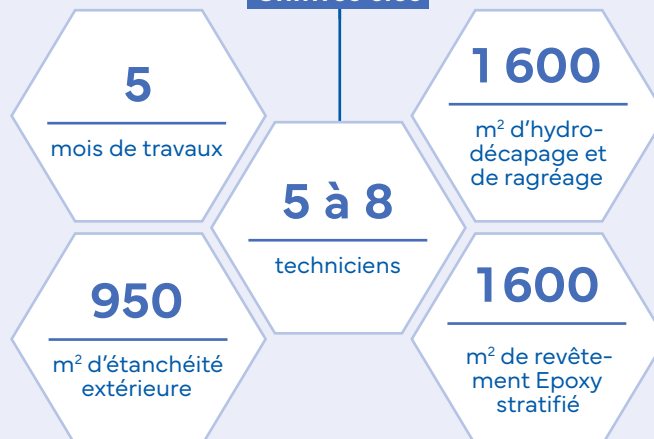 5
mois de travaux
1 600
m² d'hydro-
décapage et
de ragréage
5 à 8
techniciens
950
m² d'étanchéité
extérieure
1600
m² de revête-
ment Epoxy
stratifié